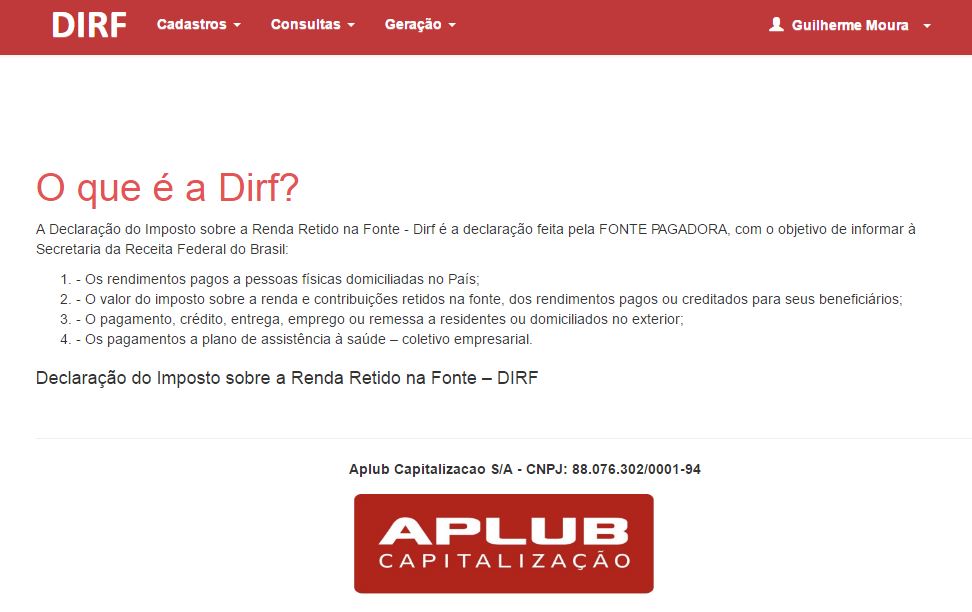 DIRF Cadastros Consultas Geração Guilherme Moura
O que é a Dirf?
A Declaração do Imposto sobre a Renda Retido na Fonte - Dirf é a declaração feita pela FONTE PAGADORA, com o objetivo de informar à
Secretaria da Receita Federal do Brasil:
1. - Os rendimentos pagos a pessoas físicas domiciliadas no País;
2. - O valor do imposto sobre a renda e contribuições retidos na fonte, dos rendimentos pagos ou creditados para seus beneficiários;
3. - O pagamento, crédito, entrega, emprego ou remessa a residentes ou domiciliados no exterior;
4. - Os pagamentos a plano de assistência à saúde – coletivo empresarial.
Declaração do Imposto sobre a Renda Retido na Fonte – DIRF
Aplub Capitalizacao S/A - CNPJ: 88.076.302/0001-94
APLUB
CAPITALIZAÇÃO